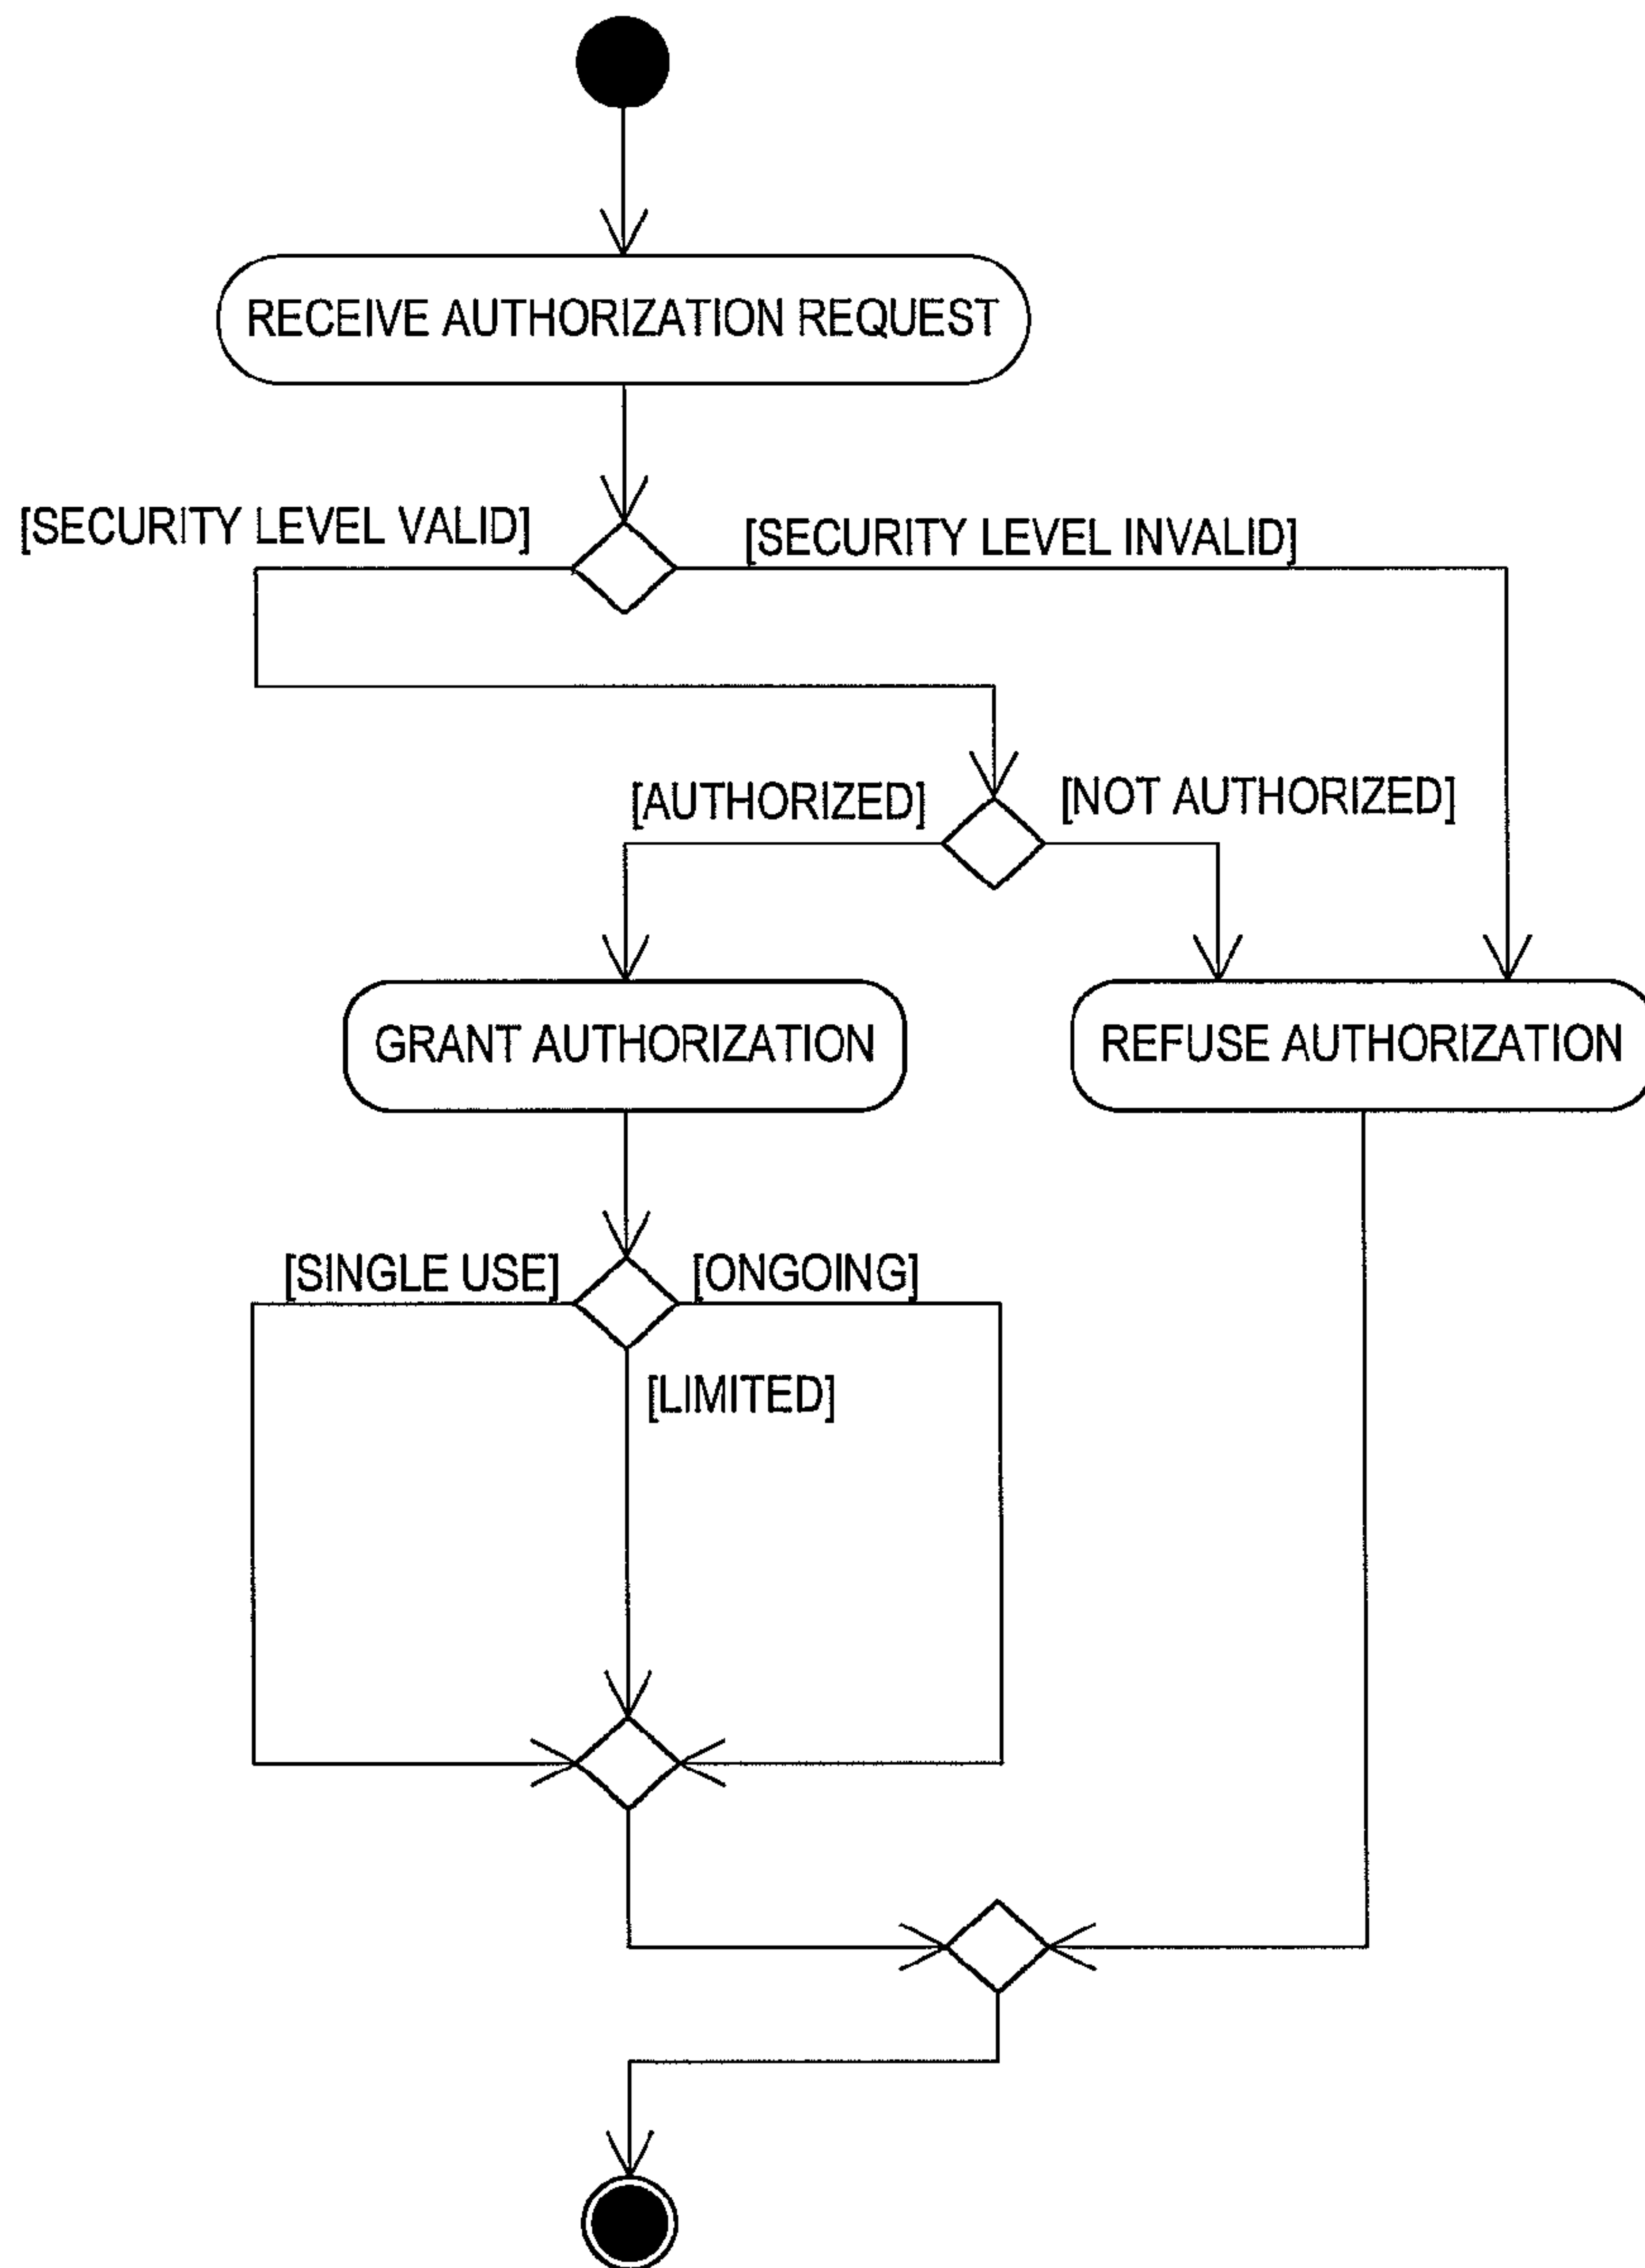 RECEIVE AUTHORIZATION REQUEST
[SECURITY LEVEL VALID]
[SECURITY LEVEL INVALID]
[AUTHORIZED]
[NOT AUTHORIZED]
GRANT AUTHORIZATION
REFUSE AUTHORIZATION
[SINGLE USE]
[ONGOING]
[LIMITED]